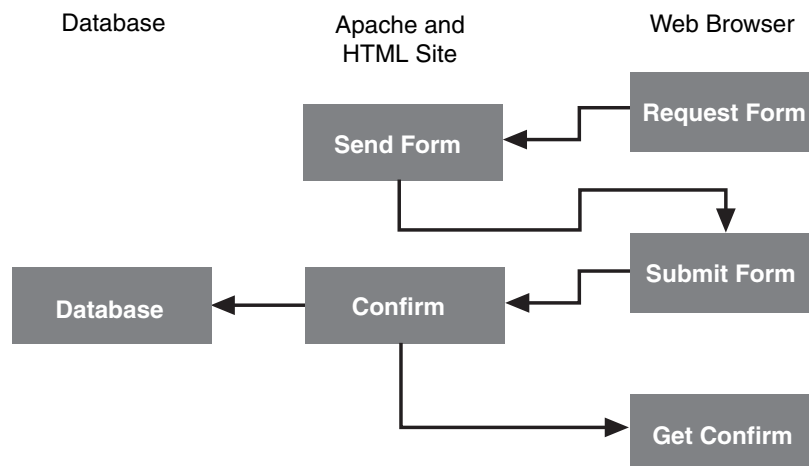 Database
Apache and
HTML Site
Web Browser
Request Form
Send Form
Submit Form
Database
Confirm
Get Confirm